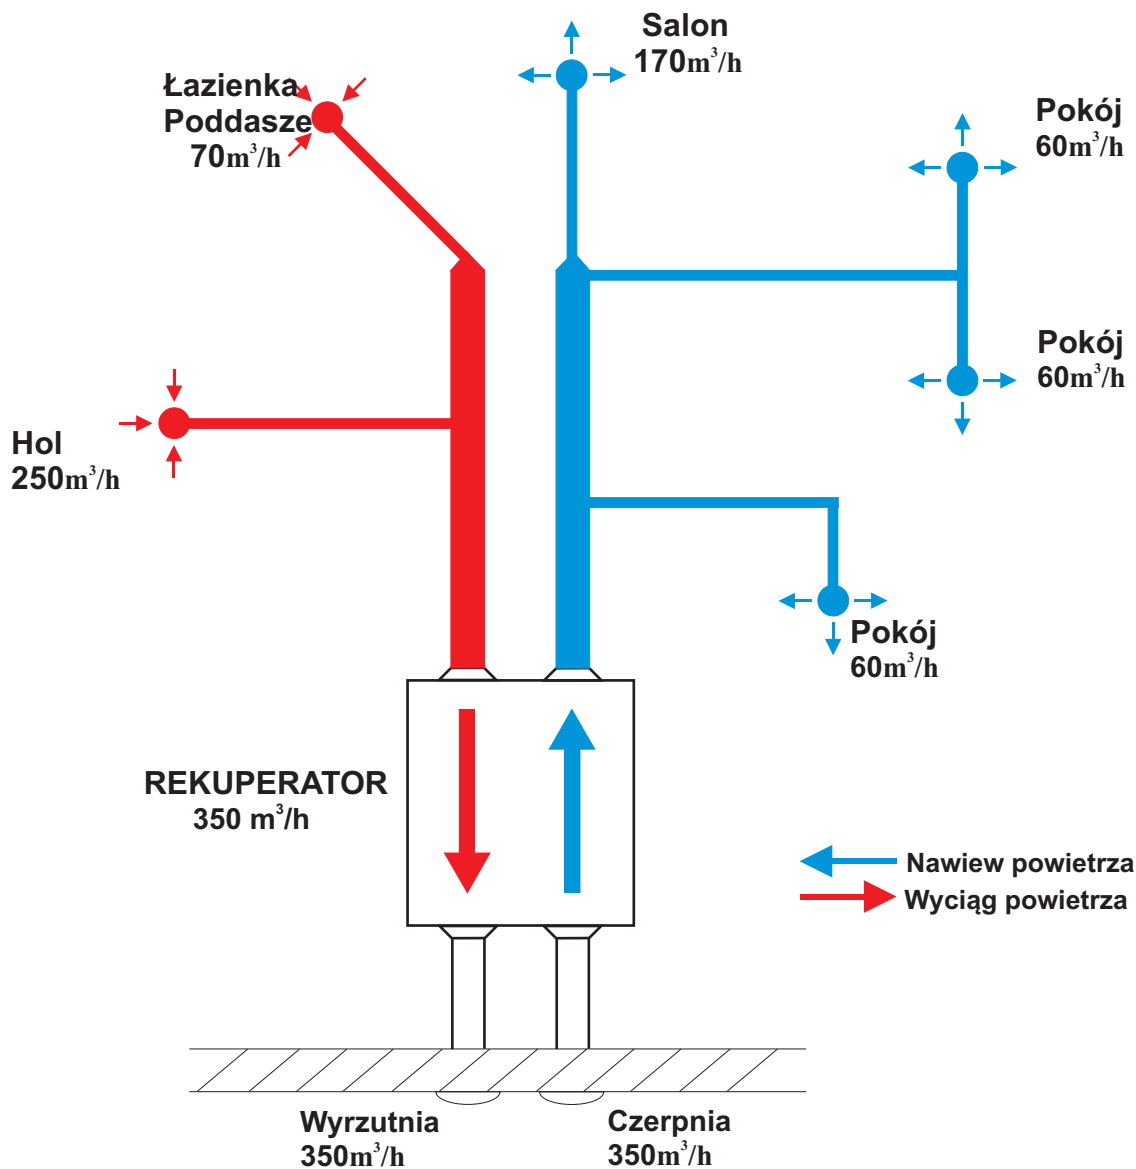 Salon
170m³/h
Łazienka
Poddasze
70m³/h
Pokój
60m³/h
Pokój
60m³/h
Hol
250m³/h
Pokój
60m³/h
REKUPERATOR
350 m³/h
Nawiew powietrza
Wyciąg powietrza
Wyrzutnia
350m³/h
Czerpnia
350m³/h